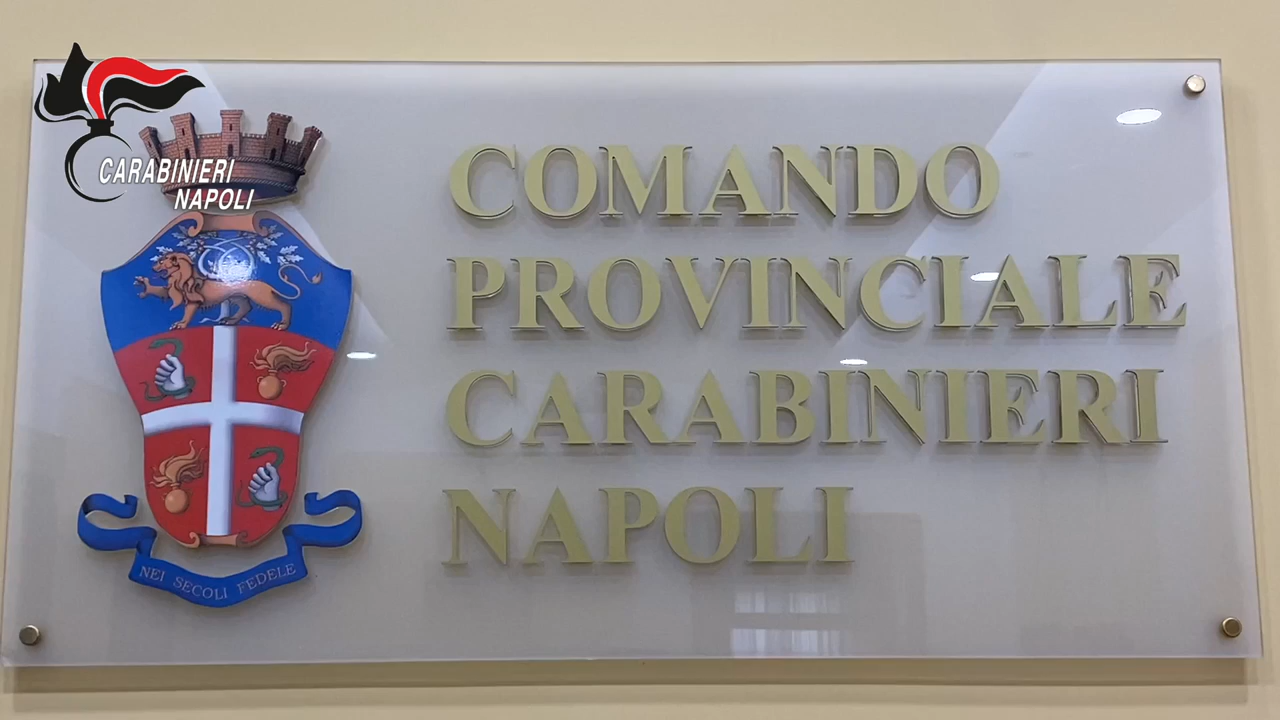 CARABINIERI
NAPOLI
COMANDO
PROVINCIALE
CARABINIERI
NAPOLI
NEI SECOLI FEDELE